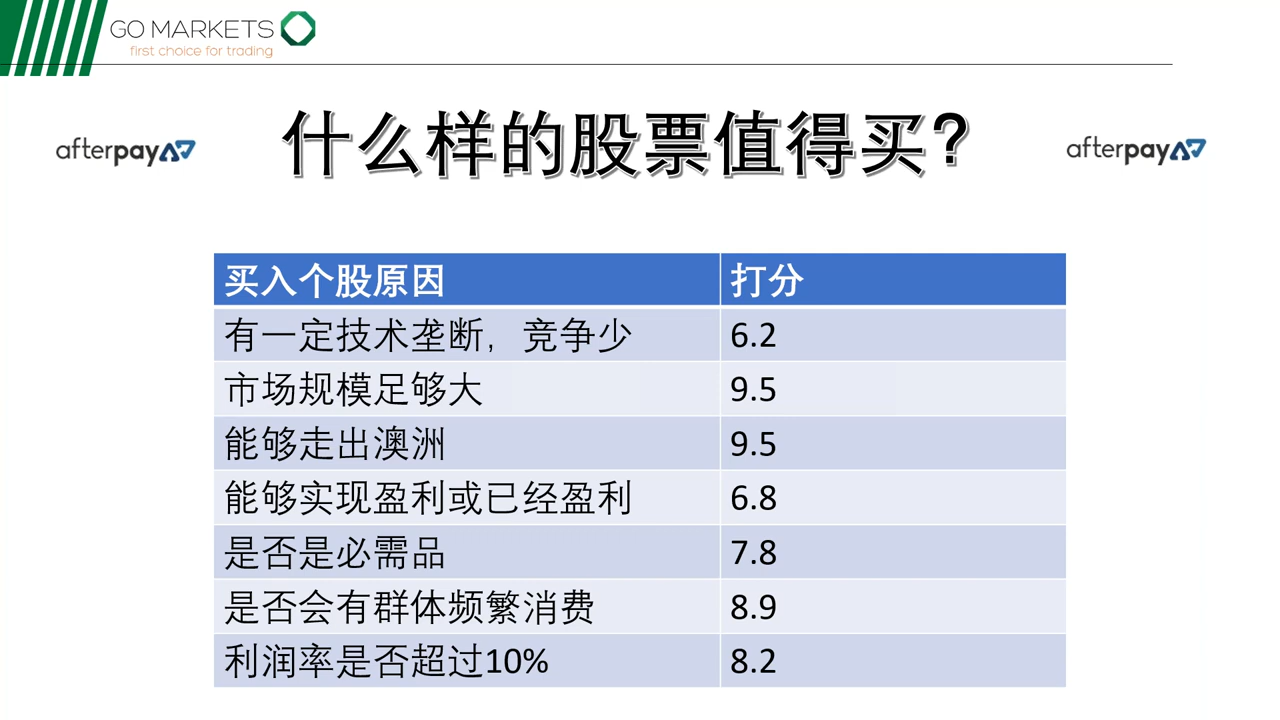 GO MARKETS
first choice for trading
afterpay
什么样的股票值得买?
afterpay
买入个股原因 打分
有一定技术垄断，竞争少 6.2
市场规模足够大 9.5
能够走出澳洲 9.5
能够实现盈利或已经盈利 6.8
是否是必需品 7.8
是否会有群体频繁消费 8.9
利润率是否超过10% 8.2